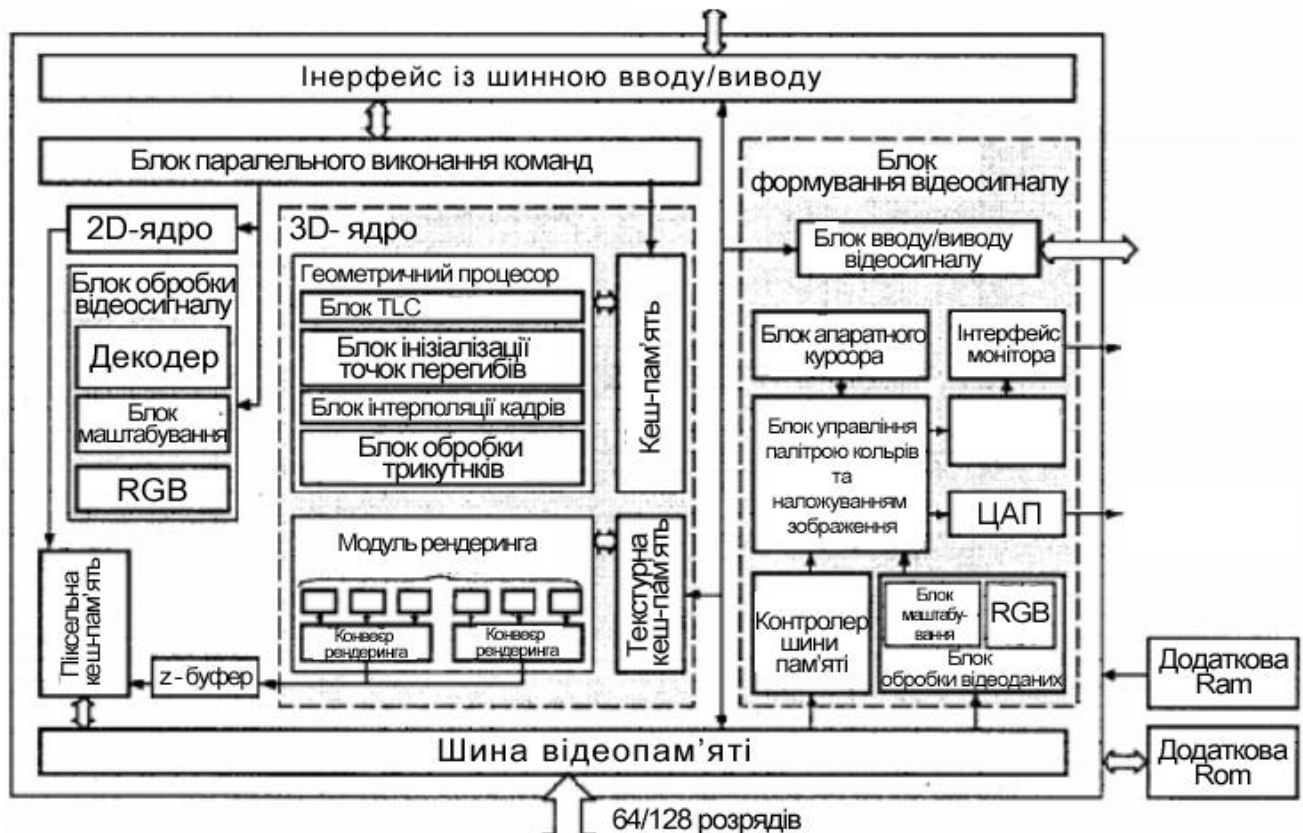 Інерфейс із шинною вводу/виводу
Блок паралельного виконання команд
2D-ядро
Блок обробки
відеосигналу
Декодер
Блок
маштабування
RGB
Піксельна
кеш-пам'ять
z-буфер
3D- ядро
Геометричний процесор
Блок TLC
Блок інізіалізації
точок перегибів
Блок інтерполяції кадрів
Блок обробки
трикутнків
Кеш-пам'ять
Модуль рендеринга
Конвеєр
рендеринга
Конвеєр
рендеринга
Текстурна
кеш-пам'ять
Блок
формування відеосигналу
Блок вводу/виводу
відеосигналу
Блок апаратного
курсора
Інтерфейс
монітора
Блок управління
палітрою кольрів
та
наложуванням
зображення
ЦАП
Контролер
шини
пам'яті
Блок
маштабу-
вання
RGB
Блок
обробки відеоданих
Додаткова
Ram
Додаткова
Rom
Шина відеопам'яті
64/128 розрядів